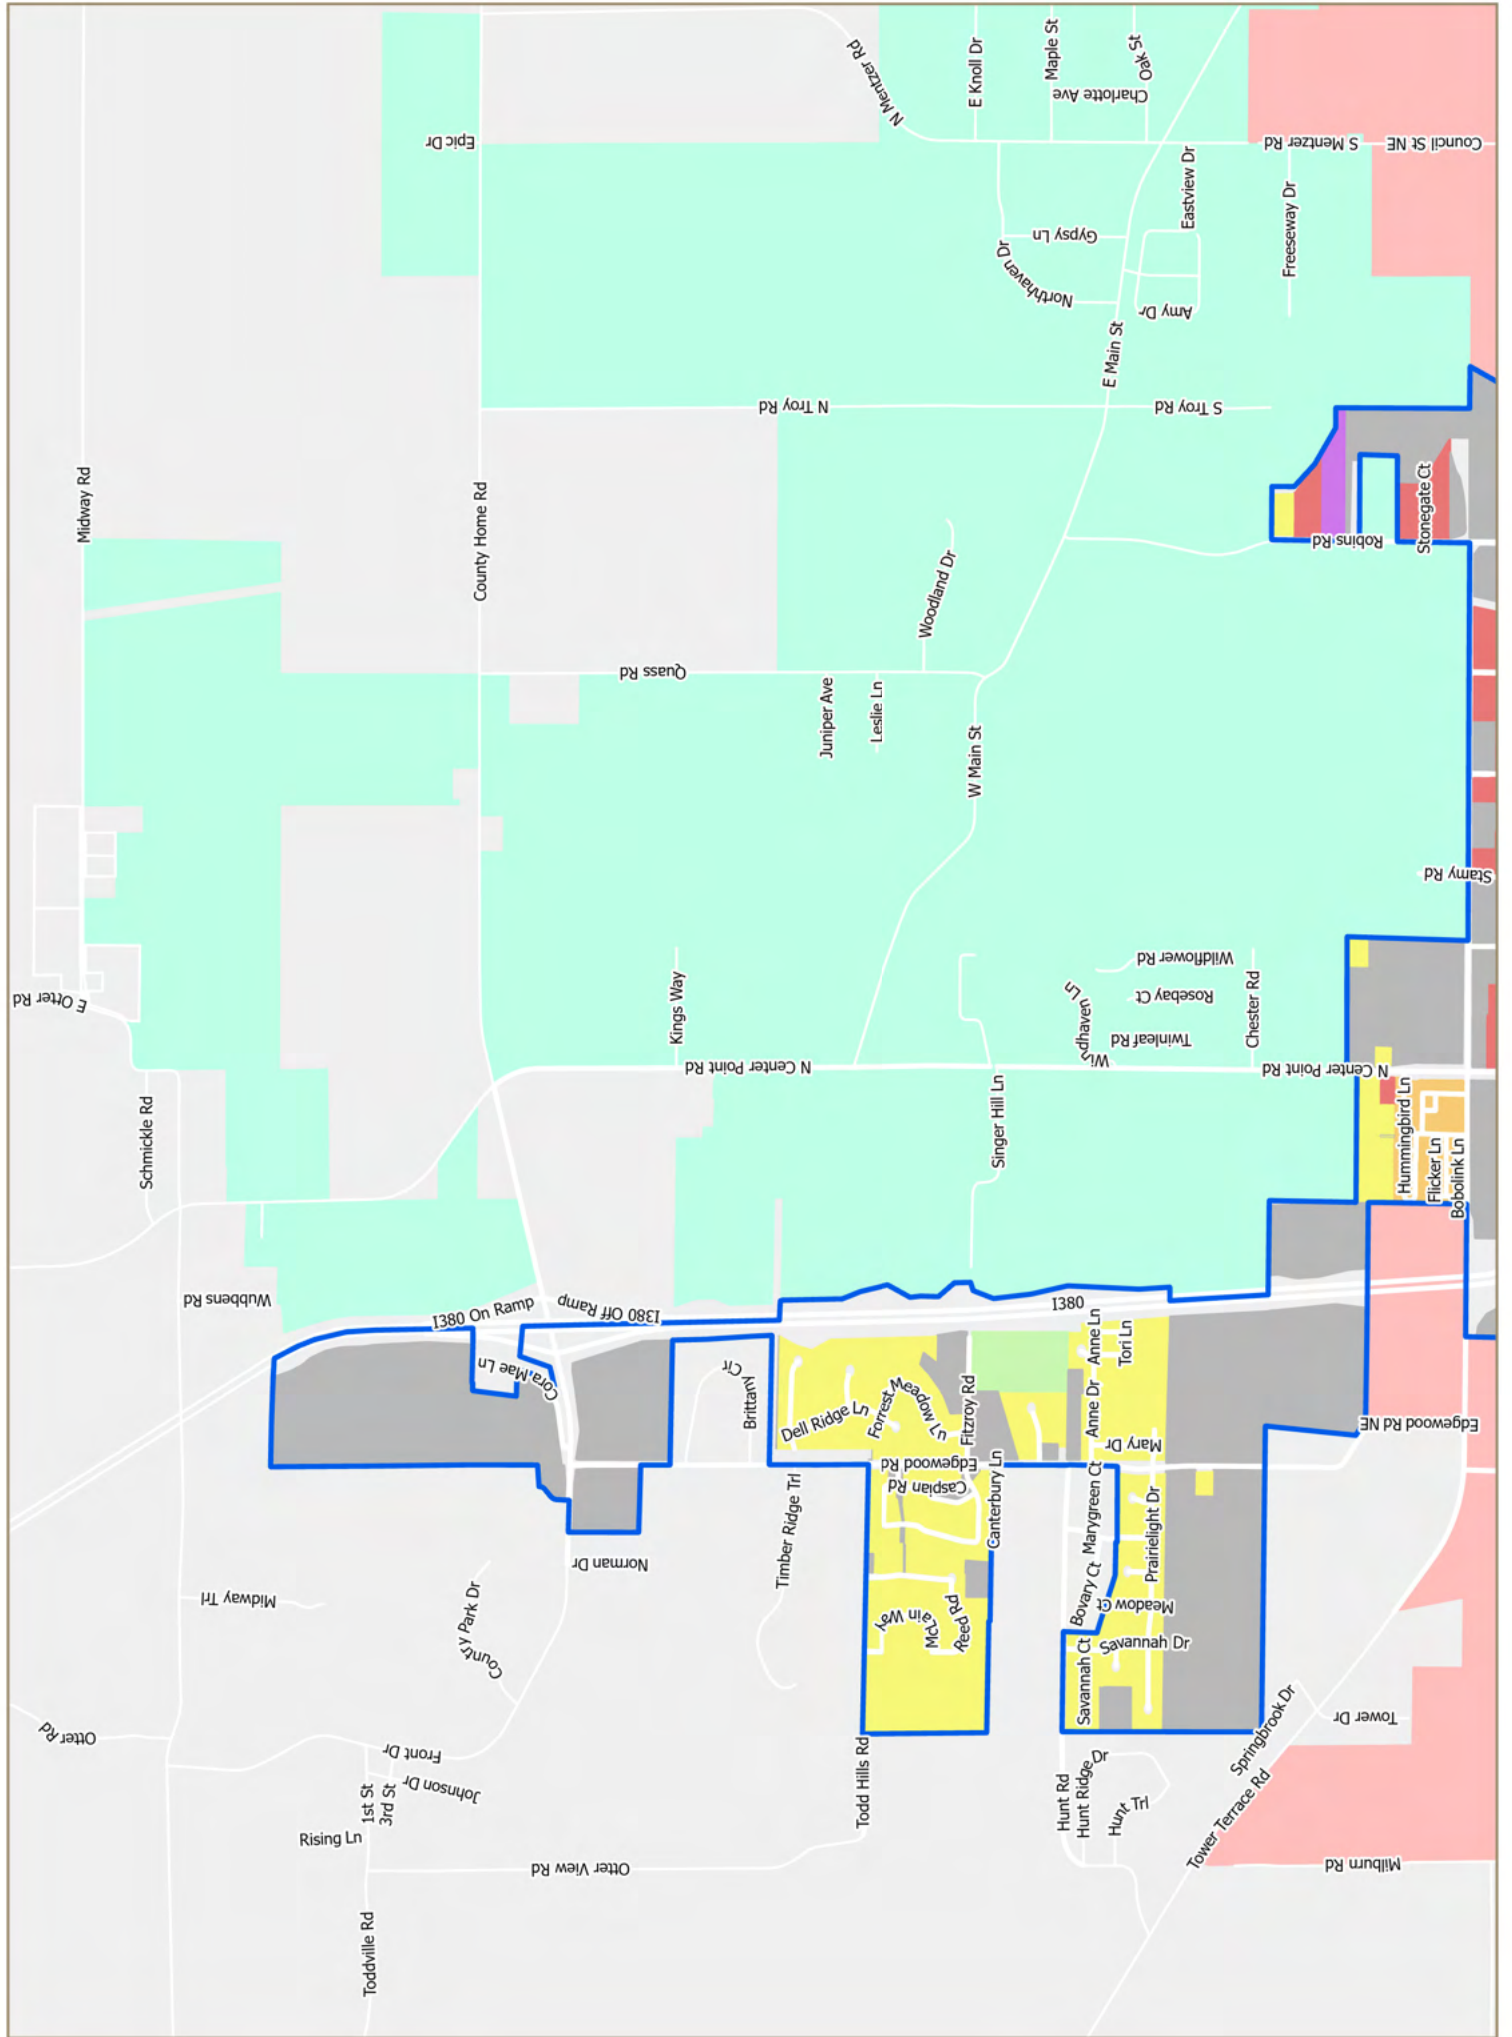 N Mentzer Rd
E Knoll Dr
Maple St
Oak St
Charlotte Ave
Epic Dr
S Mentzer Rd
Council St NE
Eastview Dr
Freeseway Dr
Gypsy Ln
Northhaven Dr
Amy Dr
E Main St
N Troy Rd
S Troy Rd
Midway Rd
County Home Rd
Stonegate Ct
Robins Rd
Woodland Dr
Quass Rd
Juniper Ave
Leslie Ln
W Main St
Stamy Rd
E Otter Rd
Kings Way
Wildflower Rd
Rosebay Ct
Windhaven Ln
Twinleaf Rd
Chester Rd
N Center Point Rd
N Center Point Rd
Schmickle Rd
Singer Hill Ln
Hummingbird Ln
Flicker Ln
Bobolink Ln
Wubbens Rd
I380 On Ramp
I380 Off Ramp
I380
Cora Mae Ln
Brittany Cir
Anne Ln
Tori Ln
Dell Ridge Ln
Forrest Meadow Ln
Fitzroy Rd
Anne Dr
Mary Dr
Edgewood Rd NE
Edgewood Rd
Caspian Rd
Canterbury Ln
Marygreen Ct
Prairielight Dr
Timber Ridge Trl
Norman Dr
Midway Trl
Country Park Dr
McLain Way
Reed Rd
Bovary Ct
Meadow Ct
Savannah Dr
Savannah Ct
Otter Rd
Front Dr
Johnson Dr
1st St
3rd St
Rising Ln
Todd Hills Rd
Hunt Rd
Hunt Ridge Dr
Hunt Trl
Springbrook Dr
Tower Dr
Tower Terrace Rd
Otter View Rd
Milburn Rd
Toddville Rd